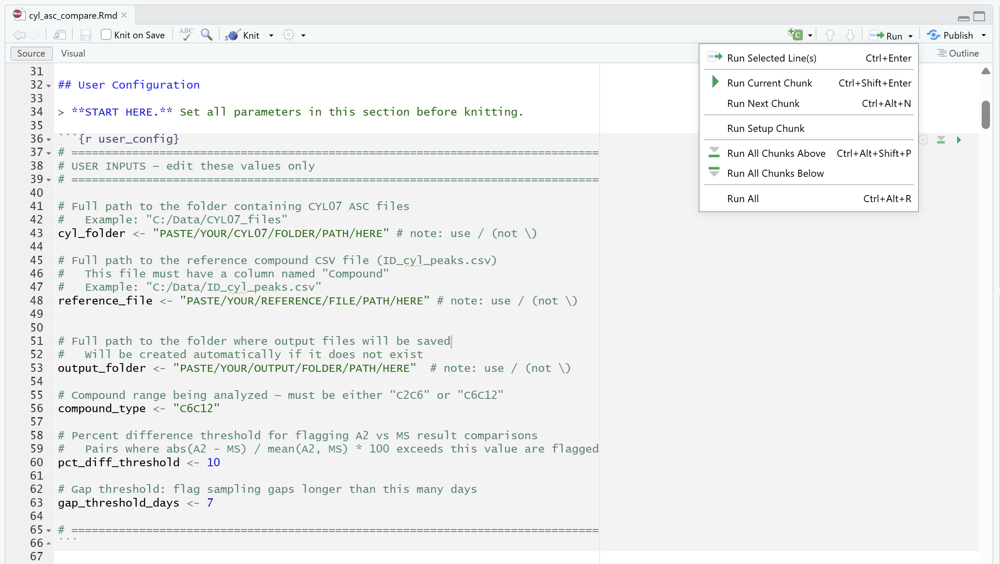 cyl_asc_compare.Rmd
Knit on Save ABC Knit Run Publish
Source Visual Outline
Run Selected Line(s) Ctrl+Enter
Run Current Chunk Ctrl+Shift+Enter
Run Next Chunk Ctrl+Alt+N
Run Setup Chunk
Run All Chunks Above Ctrl+Alt+Shift+P
Run All Chunks Below
Run All Ctrl+Alt+R
31
32 ## User Configuration
33
34 > **START HERE.** Set all parameters in this section before knitting.
35
36 ```{r user_config}
37 # ==============================================================================
38 # USER INPUTS — edit these values only
39 # ==============================================================================
40
41 # Full path to the folder containing CYL07 ASC files
42 #   Example: "C:/Data/CYL07_files"
43 cyl_folder <- "PASTE/YOUR/CYL07/FOLDER/PATH/HERE" # note: use / (not \)
44
45 # Full path to the reference compound CSV file (ID_cyl_peaks.csv)
46 #   This file must have a column named "Compound"
47 #   Example: "C:/Data/ID_cyl_peaks.csv"
48 reference_file <- "PASTE/YOUR/REFERENCE/FILE/PATH/HERE" # note: use / (not \)
49
50
51 # Full path to the folder where output files will be saved
52 #   Will be created automatically if it does not exist
53 output_folder <- "PASTE/YOUR/OUTPUT/FOLDER/PATH/HERE"  # note: use / (not \)
54
55 # Compound range being analyzed — must be either "C2C6" or "C6C12"
56 compound_type <- "C6C12"
57
58 # Percent difference threshold for flagging A2 vs MS result comparisons
59 #   Pairs where abs(A2 - MS) / mean(A2, MS) * 100 exceeds this value are flagged
60 pct_diff_threshold <- 10
61
62 # Gap threshold: flag sampling gaps longer than this many days
63 gap_threshold_days <- 7
64
65 # ==============================================================================
66 ```
67